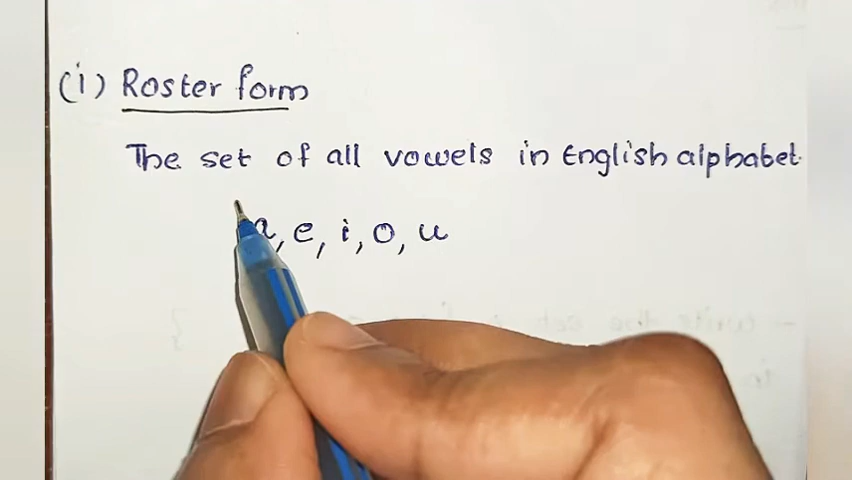 (i) Roster form
The set of all vowels in English alphabet.
a, e, i, o, u